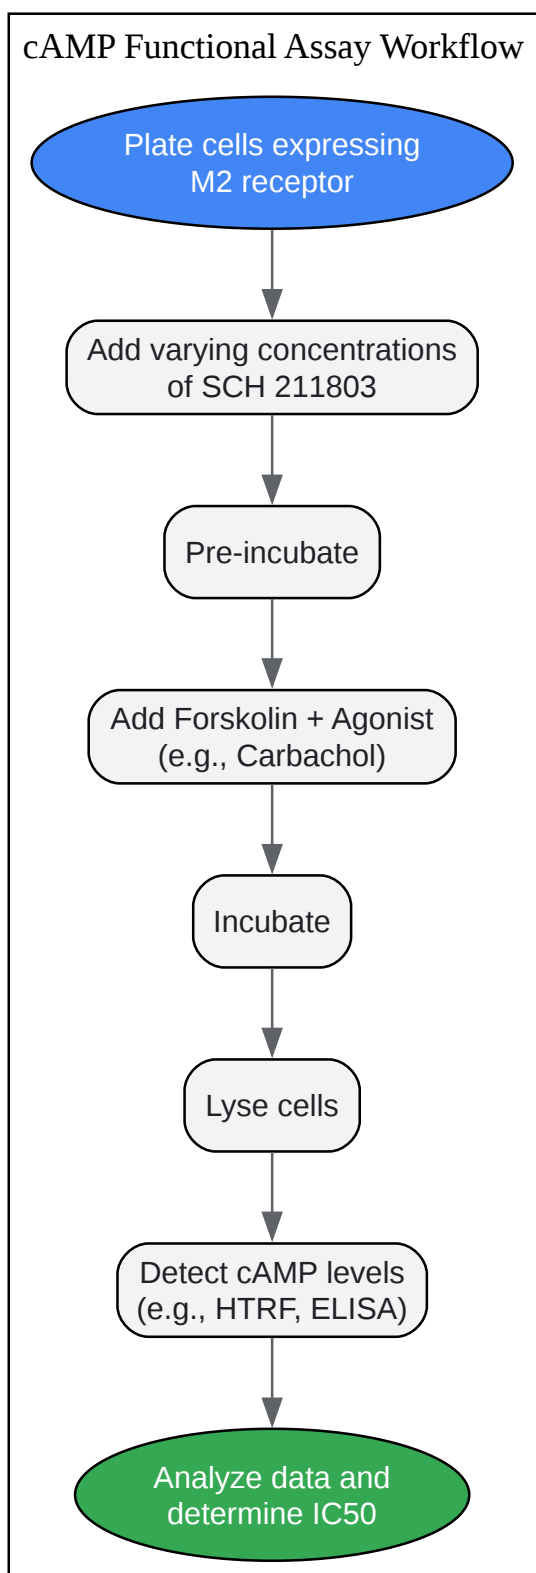 cAMP Functional Assay Workflow
Plate cells expressing
M2 receptor
Add varying concentrations
of SCH 211803
Pre-incubate
Add Forskolin + Agonist
(e.g., Carbachol)
Incubate
Lyse cells
Detect cAMP levels
(e.g., HTRF, ELISA)
Analyze data and
determine IC50